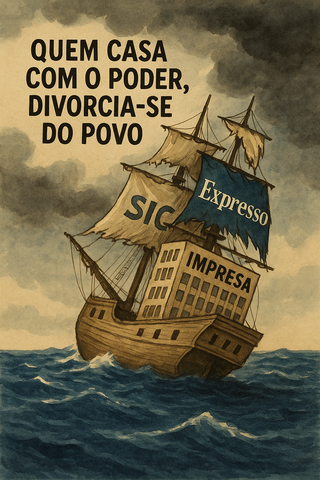 QUEM CASA
COM O PODER,
DIVORCIA-SE
DO POVO
SIC
Expresso
IMPRESA